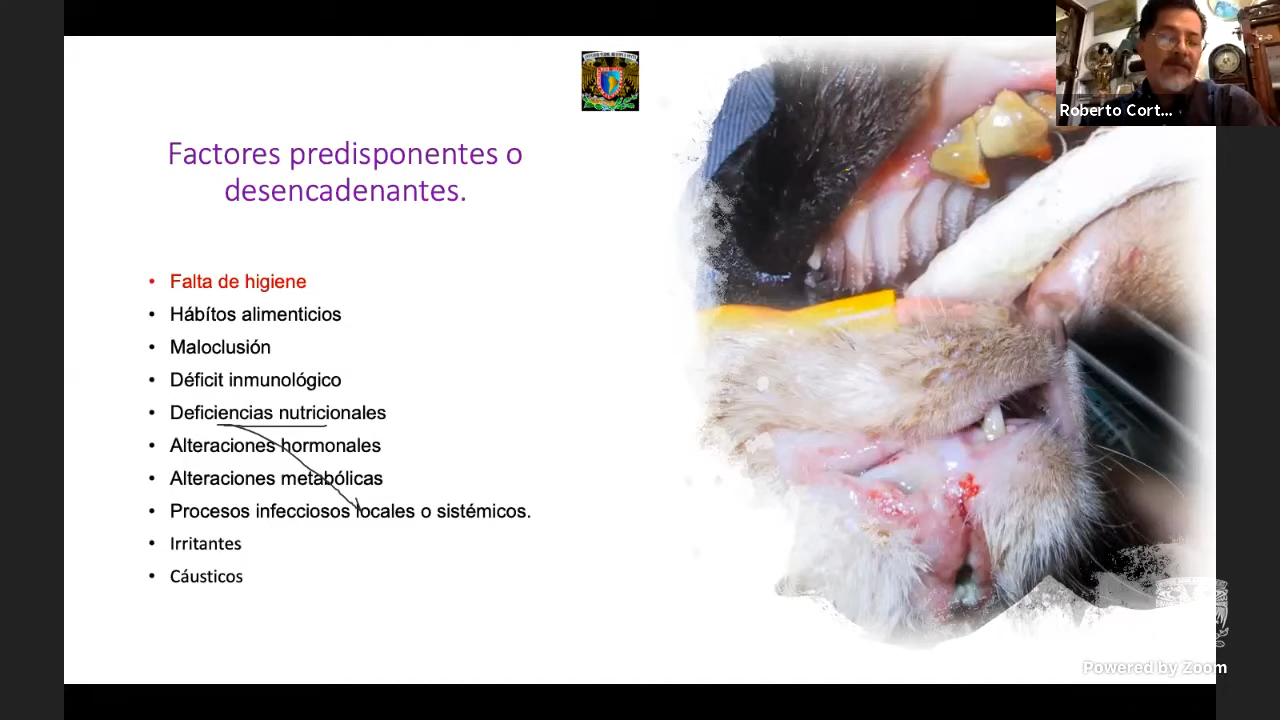 Roberto Cort...
Factores predisponentes o
desencadenantes.
• Falta de higiene
• Hábítos alimenticios
• Maloclusión
• Déficit inmunológico
• Deficiencias nutricionales
• Alteraciones hormonales
• Alteraciones metabólicas
• Procesos infecciosos locales o sistémicos.
• Irritantes
• Cáusticos
Powered by Zoom